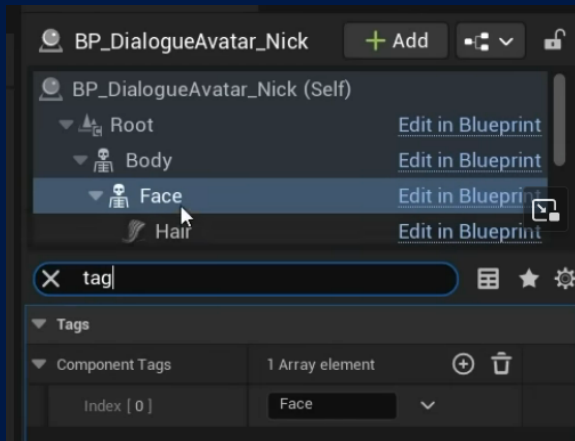 BP_DialogueAvatar_Nick + Add
BP_DialogueAvatar_Nick (Self)
Root Edit in Blueprint
Body Edit in Blueprint
Face Edit in Blueprint
Hair Edit in Blueprint
tag
Tags
Component Tags 1 Array element
Index [ 0 ] Face